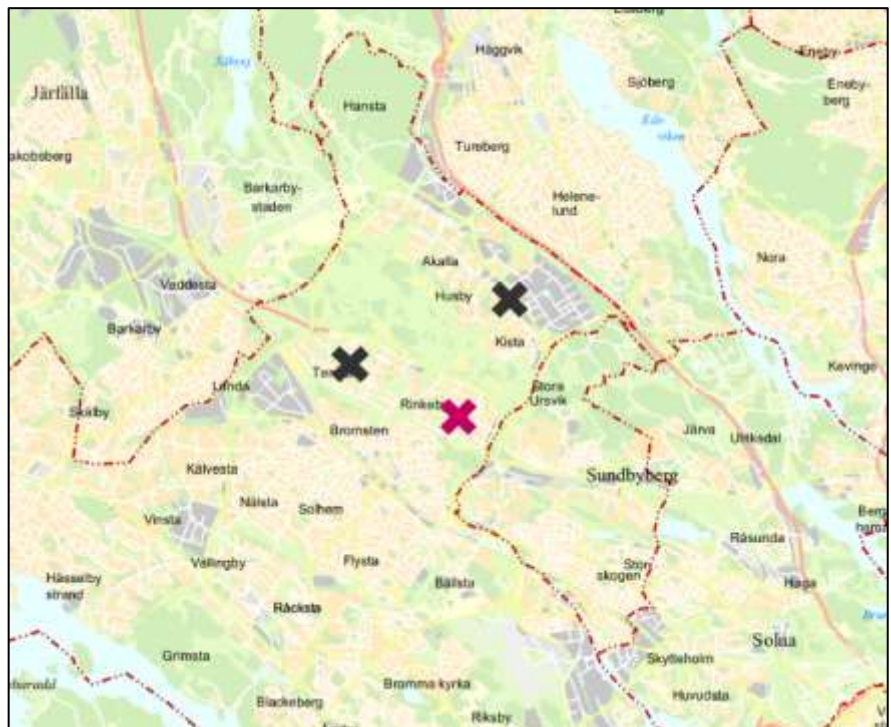 Eneby
Häggvik
Sjöberg
Eneby-
berg
Järfälla
Hansta
Tureberg
Barkarby-
staden
Helene-
lund
Nora
Akalla
Husby
Veddesta
Barkarby
Kista
Kevinge
Stora
Ursvik
Lunda
Skälby
Bromsten
Järva
Ulriksdal
Kälvesta
Sundbyberg
Nälsta
Solhem
Vinsta
Råsunda
Vällingby
Flysta
skogen
Haga
Hässelby
strand
Bällsta
Råcksta
Solna
Grimsta
Skytteholm
Bromma kyrka
Huvudsta
Blackeberg
Riksby